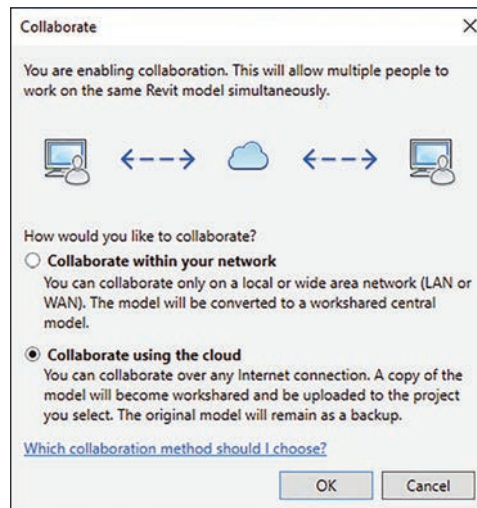 Collaborate
You are enabling collaboration. This will allow multiple people to
work on the same Revit model simultaneously.
How would you like to collaborate?
Collaborate within your network
You can collaborate only on a local or wide area network (LAN or
WAN). The model will be converted to a workshared central
model.
Collaborate using the cloud
You can collaborate over any Internet connection. A copy of the
model will become workshared and be uploaded to the project
you select. The original model will remain as a backup.
Which collaboration method should I choose?
OK Cancel